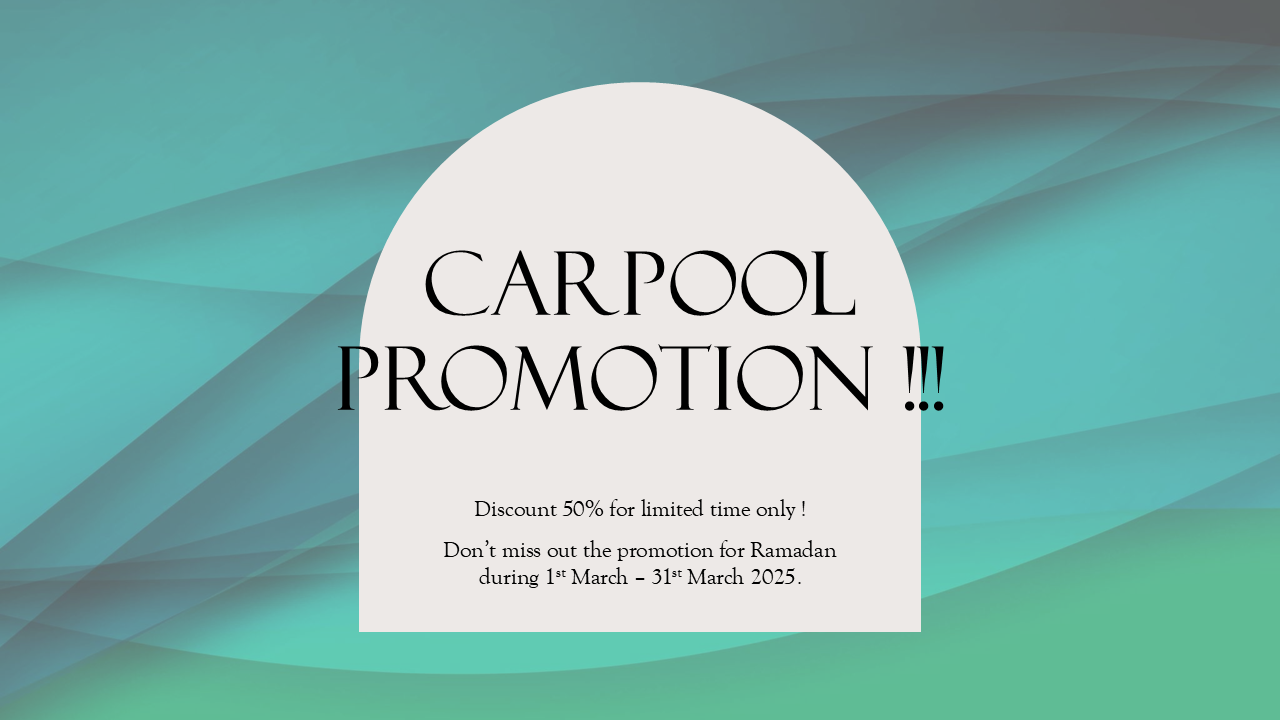 CARPOOL
PROMOTION !!!
Discount 50% for limited time only !
Don’t miss out the promotion for Ramadan
during 1st March – 31st March 2025.